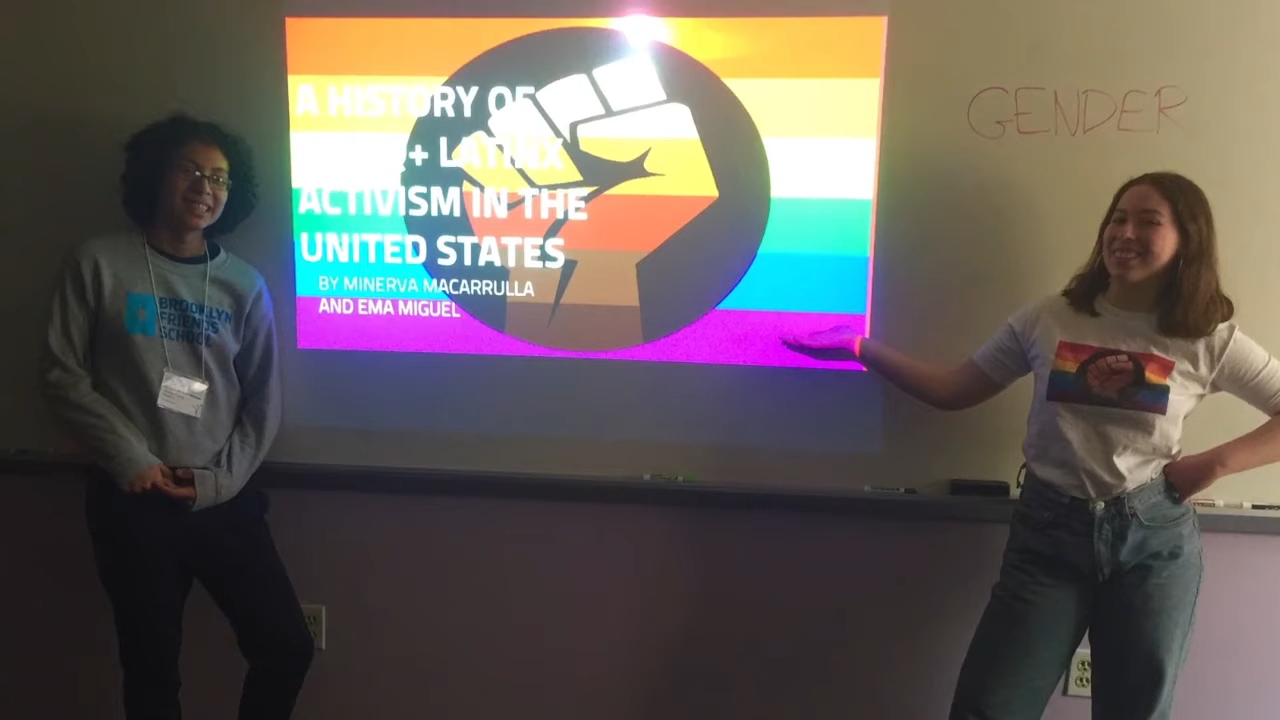 A HISTORY OF
+ LATINX
ACTIVISM IN THE
UNITED STATES
BY MINERVA MACARRULLA
AND EMA MIGUEL
GENDER
BROOKLYN
FRIENDS
SCHOOL